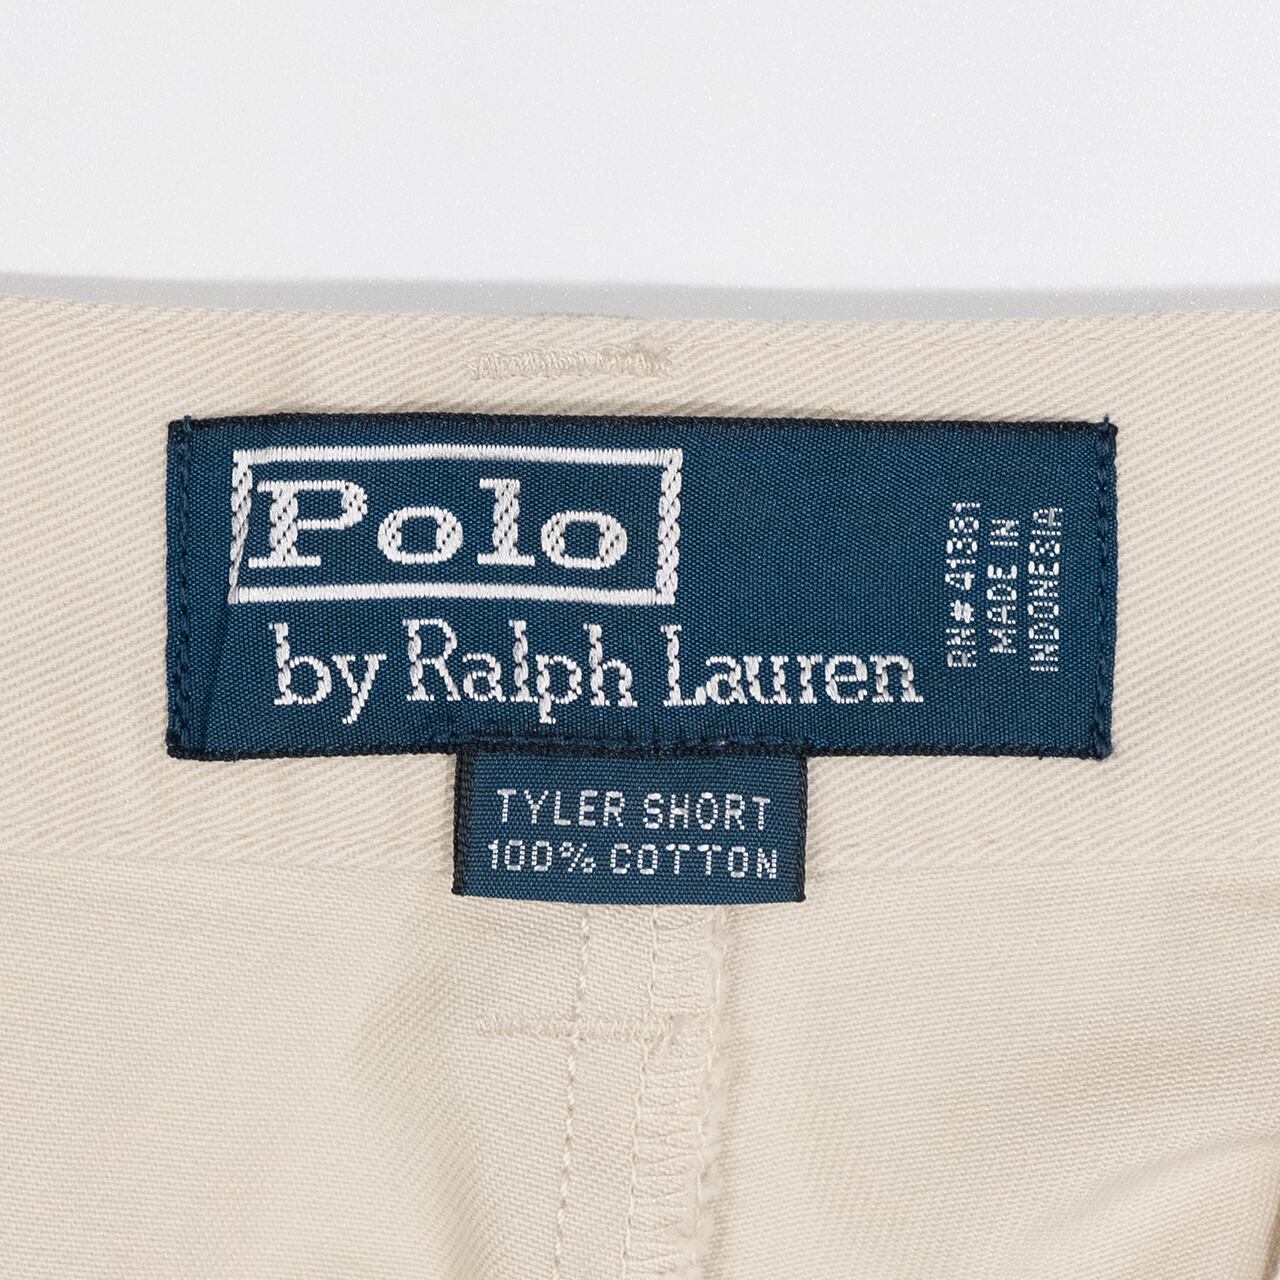 Polo
by Ralph Lauren
RN# 41381
MADE IN
INDONESIA
TYLER SHORT
100% COTTON